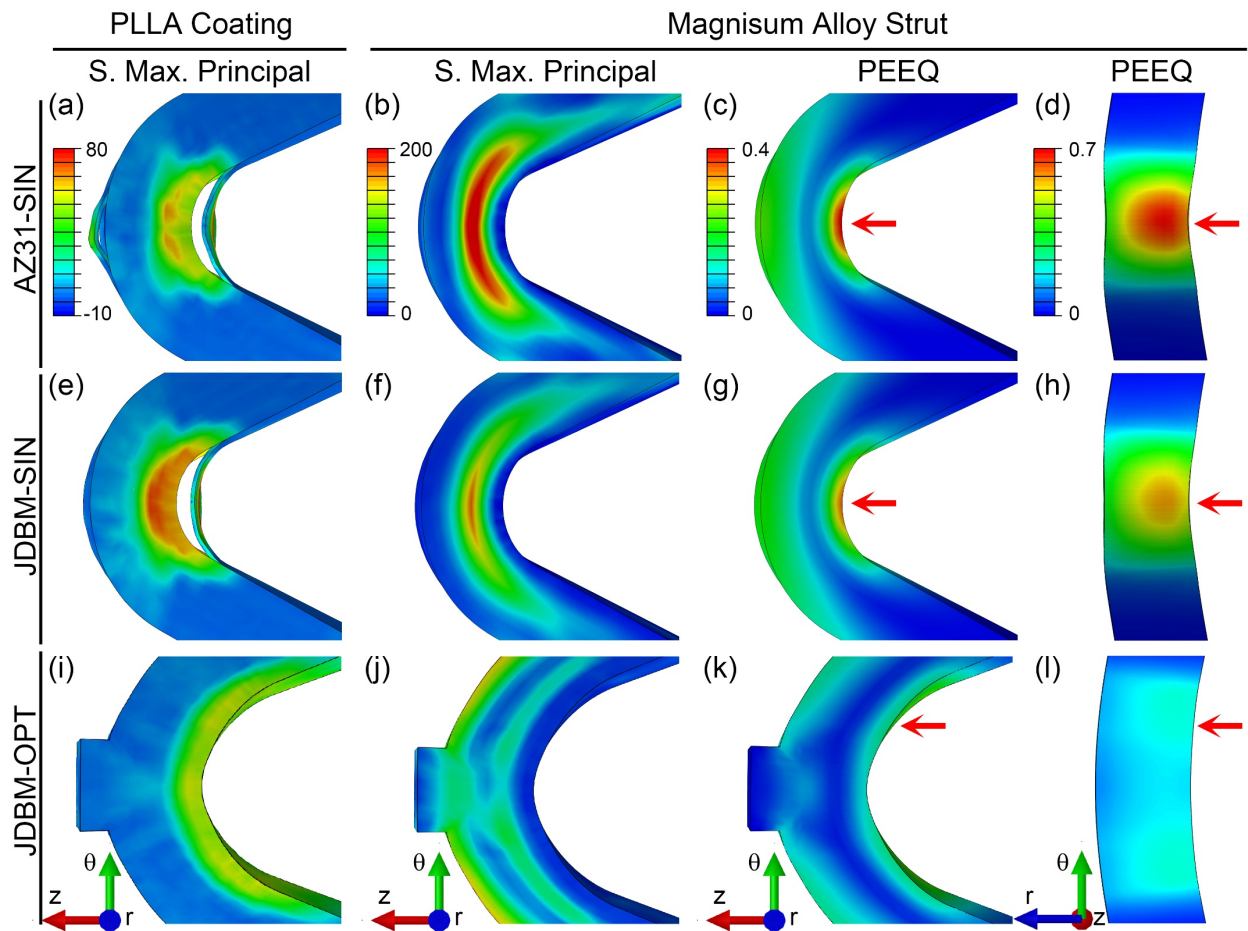 PLLA Coating
Magnisum Alloy Strut
S. Max. Principal
S. Max. Principal
PEEQ
PEEQ
AZ31-SIN
(a)
(b)
(c)
(d)
80
-10
200
0
0.4
0
0.7
0
JDBM-SIN
(e)
(f)
(g)
(h)
JDBM-OPT
(i)
(j)
(k)
(l)
θ
z
r
θ
z
r
θ
z
r
θ
r
z